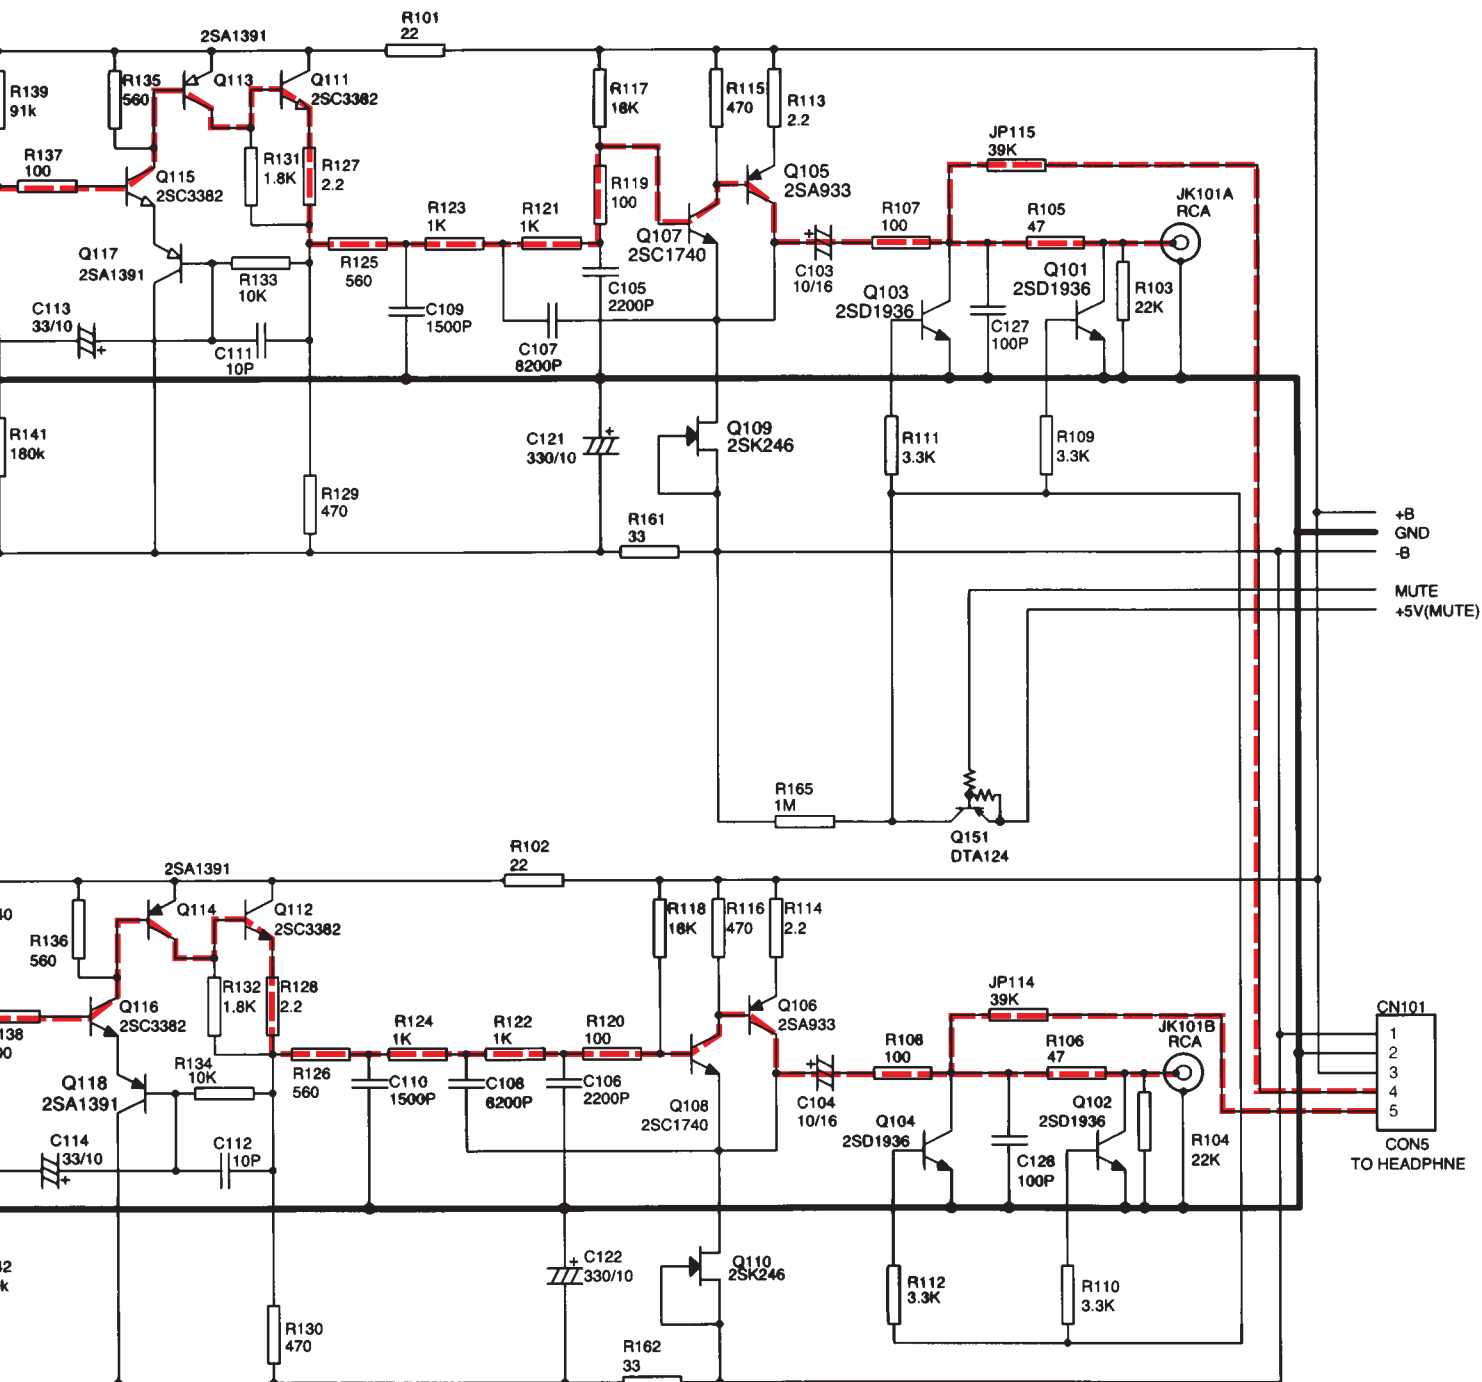 R101
22
2SA1391
R139
91k
R135
560
Q113
Q111
2SC3382
R117
18K
R115
470
R113
2.2
R137
100
Q115
2SC3382
R131
1.8K
R127
2.2
JP115
39K
Q105
2SA933
JK101A
RCA
R123
1K
R121
1K
R119
100
Q107
2SC1740
R107
100
R105
47
Q117
2SA1391
R133
10K
R125
560
C105
2200P
C103
10/16
Q103
2SD1936
Q101
2SD1936
R103
22K
C113
33/10
C109
1500P
C127
100P
C111
10P
C107
8200P
R141
180k
C121
330/10
Q109
2SK246
R111
3.3K
R109
3.3K
R129
470
R161
33
+B
GND
-B
MUTE
+5V(MUTE)
R165
1M
Q151
DTA124
R102
22
2SA1391
40
Q114
Q112
2SC3382
R136
560
R118
18K
R116
470
R114
2.2
Q116
2SC3382
R132
1.8K
R128
2.2
JP114
39K
Q106
2SA933
138
00
R124
1K
R122
1K
R120
100
R108
100
JK101B
RCA
R106
47
CN101
1
2
3
4
5
Q118
2SA1391
R134
10K
R126
560
C110
1500P
C108
8200P
C106
2200P
Q108
2SC1740
C104
10/16
Q104
2SD1936
Q102
2SD1936
R104
22K
C114
33/10
C112
10P
C128
100P
CON5
TO HEADPHNE
42
k
C122
330/10
Q110
2SK246
R112
3.3K
R110
3.3K
R130
470
R162
33